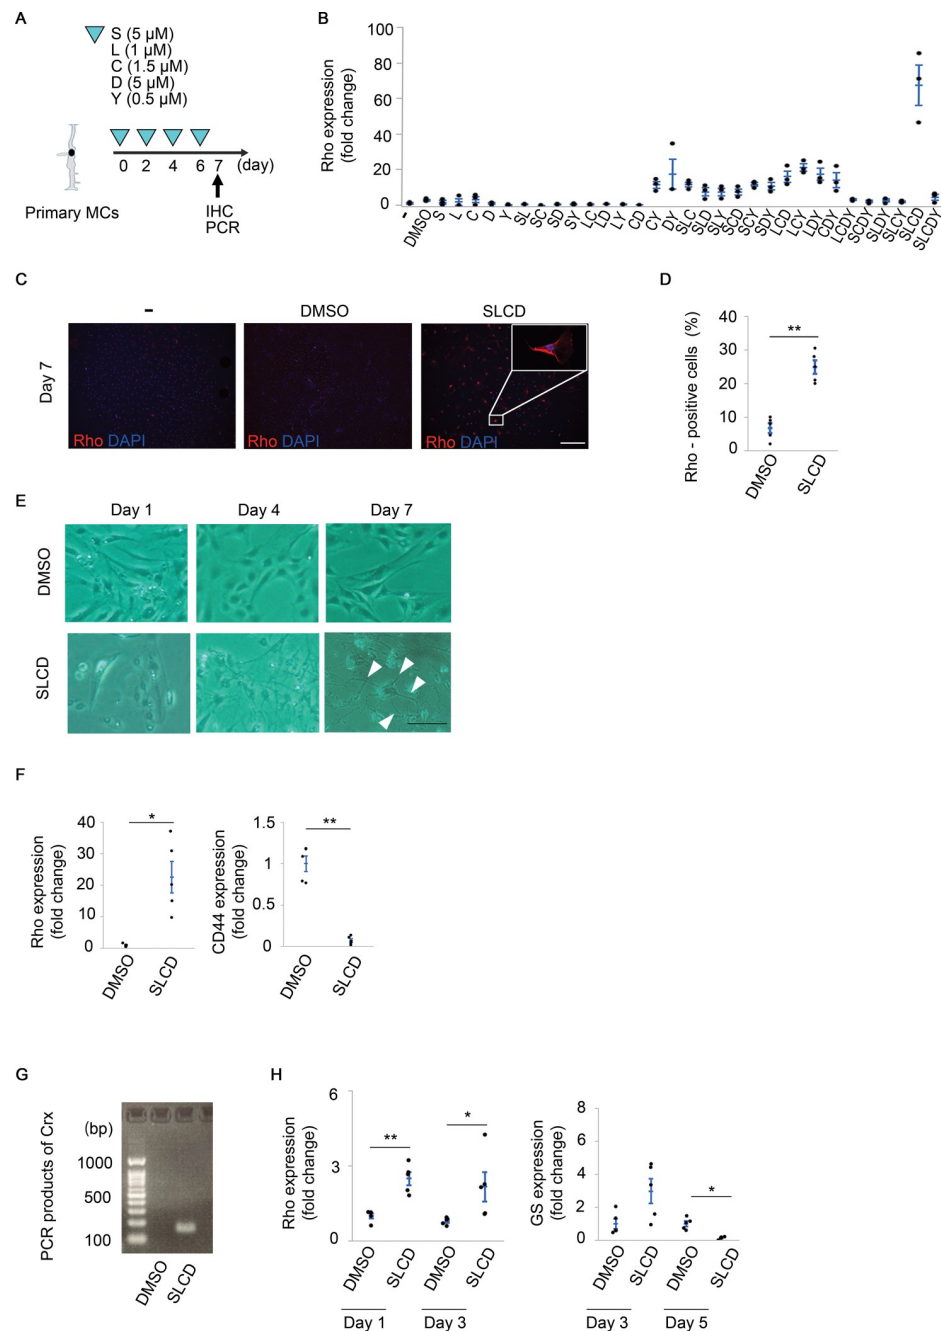 A
S (5 µM)
L (1 µM)
C (1.5 µM)
D (5 µM)
Y (0.5 µM)
0 2 4 6 7 (day)
Primary MCs
IHC
PCR
B
Rho expression
(fold change)
100
80
60
40
20
0
- DMSO S L C D Y SL SC SD SY LC LD LY CD CY DY SLC SLD SLY SCD SCY SDY LCD LCY LDY CDY LCDY SCDY SLDY SLCY SLCD SLCDY
C
- DMSO SLCD
Day 7
Rho DAPI
Rho DAPI
Rho DAPI
D
Rho - positive cells (%)
40
30
20
10
0
**
DMSO SLCD
E
Day 1 Day 4 Day 7
DMSO
SLCD
F
Rho expression
(fold change)
40
30
20
10
0
*
DMSO SLCD
CD44 expression
(fold change)
1.5
1
0.5
0
**
DMSO SLCD
G
PCR products of Crx
(bp)
1000
500
100
DMSO SLCD
H
Rho expression
(fold change)
6
3
0
**
*
DMSO SLCD DMSO SLCD
Day 1 Day 3
GS expression
(fold change)
8
6
4
2
0
*
DMSO SLCD DMSO SLCD
Day 3 Day 5